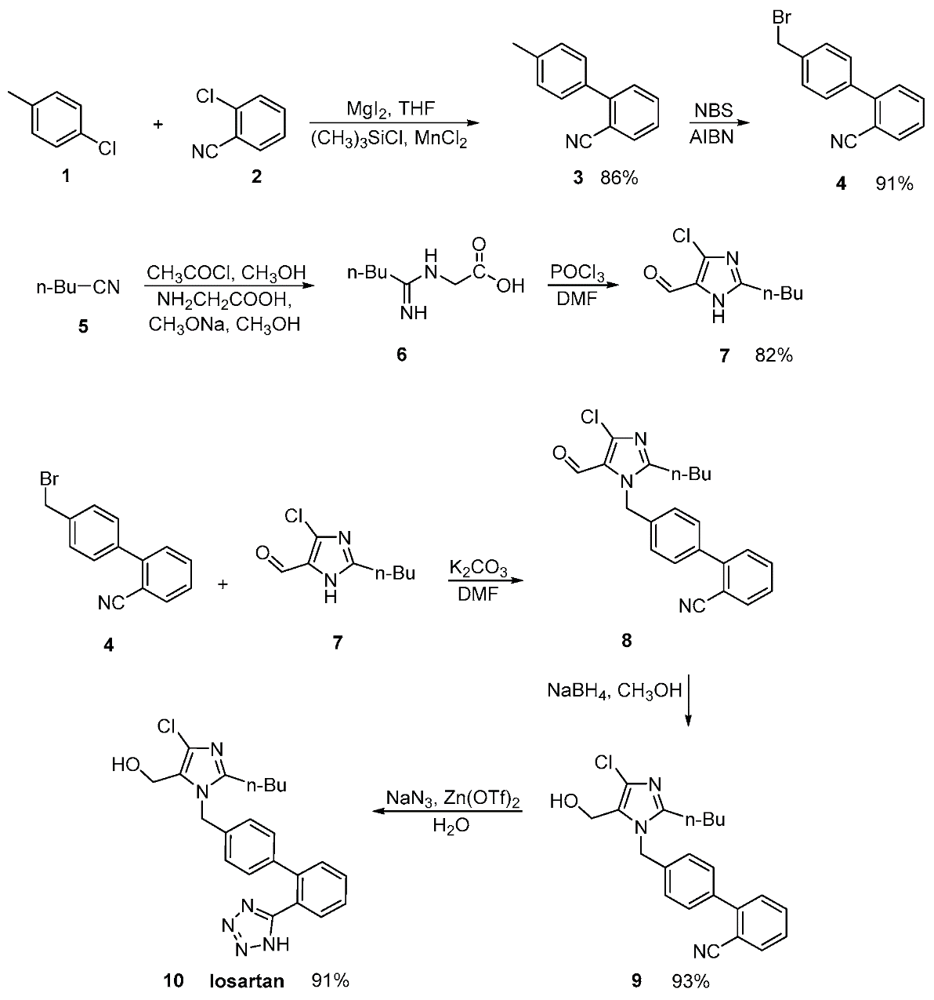 Br
Cl
MgI2, THF
NBS
+
Cl
NC
(CH3)3SiCl, MnCl2
NC
AIBN
NC
1
2
3 86%
4 91%
Cl
N
O
H
N
O
CH3COCl, CH3OH
n-Bu
OH
POCl3
n-Bu—CN
NH2CH2COOH,
NH
DMF
N
H
n-Bu
5
CH3ONa, CH3OH
6
7 82%
Cl
N
O
N
n-Bu
Br
Cl
N
O
n-Bu
K2CO3
+
N
H
DMF
NC
NC
4
7
8
NaBH4, CH3OH
Cl
N
HO
n-Bu
N
Cl
N
NaN3, Zn(OTf)2
HO
n-Bu
H2O
N
N
N
N
NH
NC
10 losartan 91%
9 93%